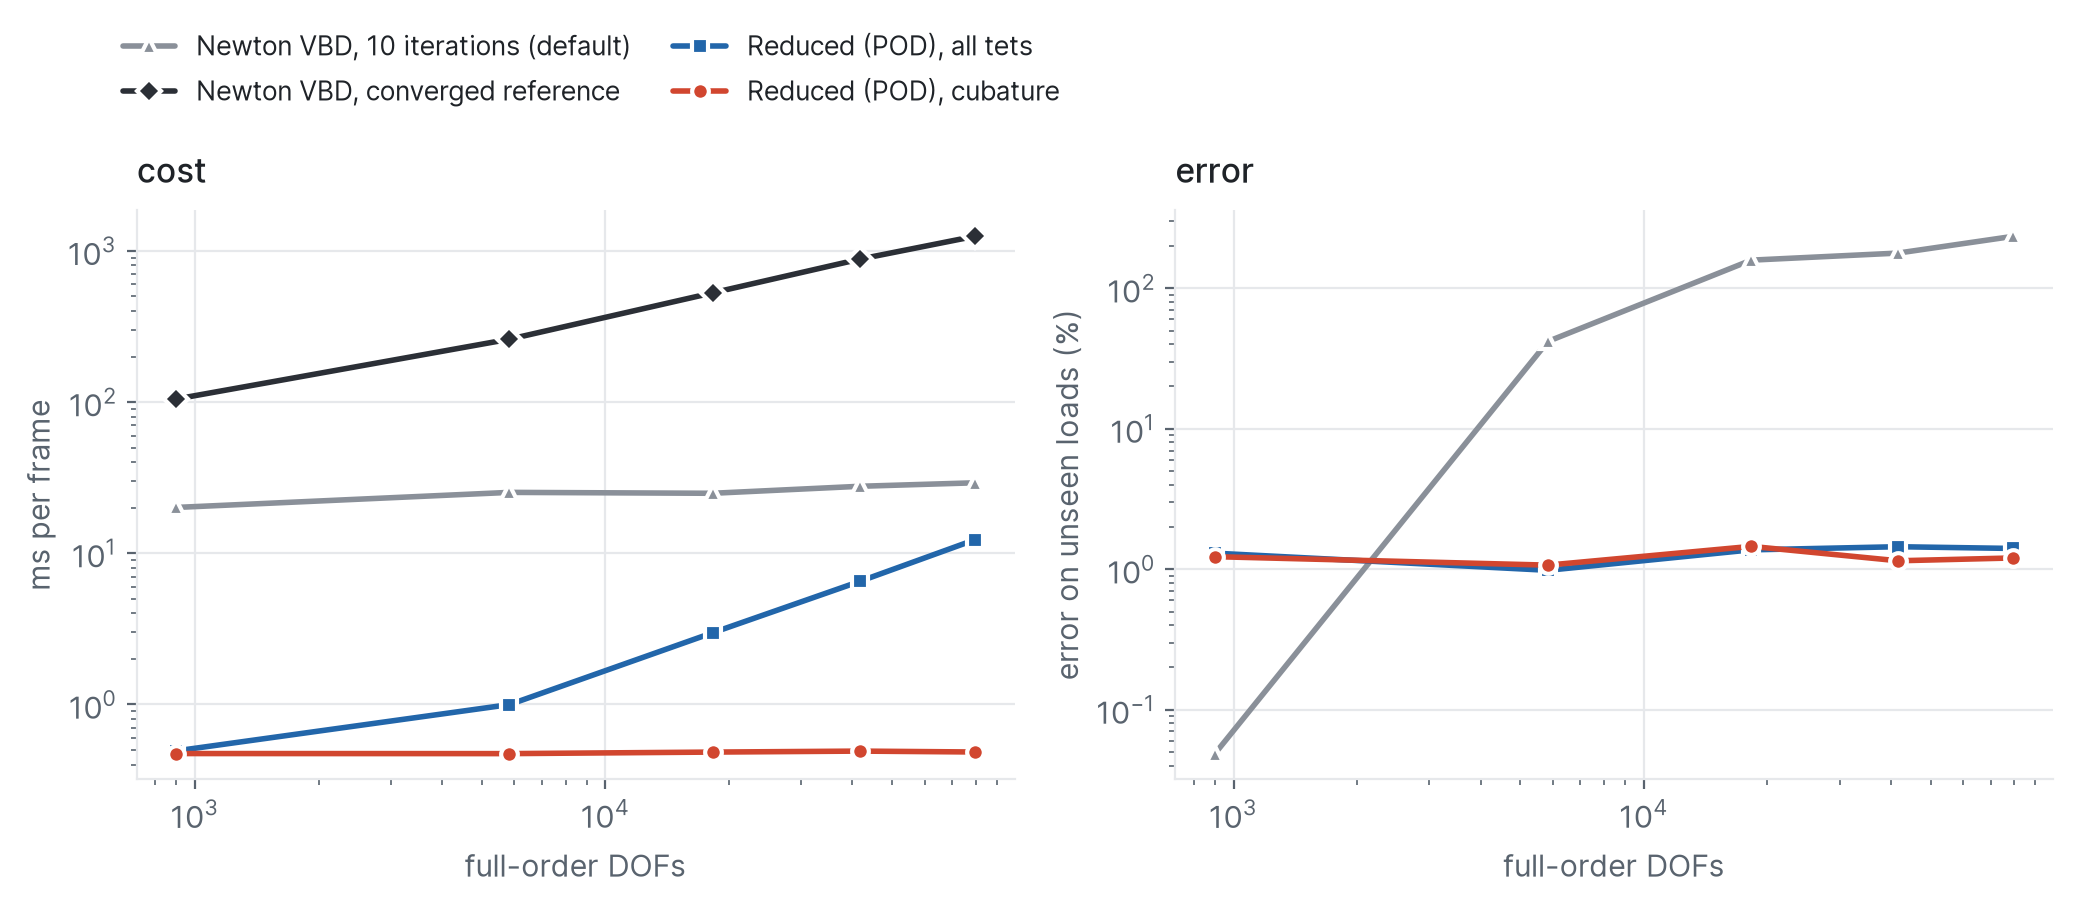 Newton VBD, 10 iterations (default)
Newton VBD, converged reference
Reduced (POD), all tets
Reduced (POD), cubature
cost
ms per frame
10³
10²
10¹
10⁰
10³
10⁴
full-order DOFs
error
error on unseen loads (%)
10²
10¹
10⁰
10⁻¹
10³
10⁴
full-order DOFs